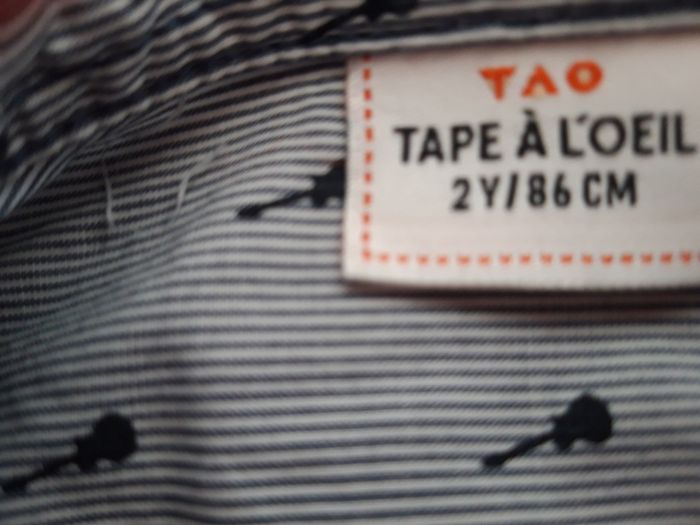 TAO
TAPE À L'OEIL
2Y/86 CM